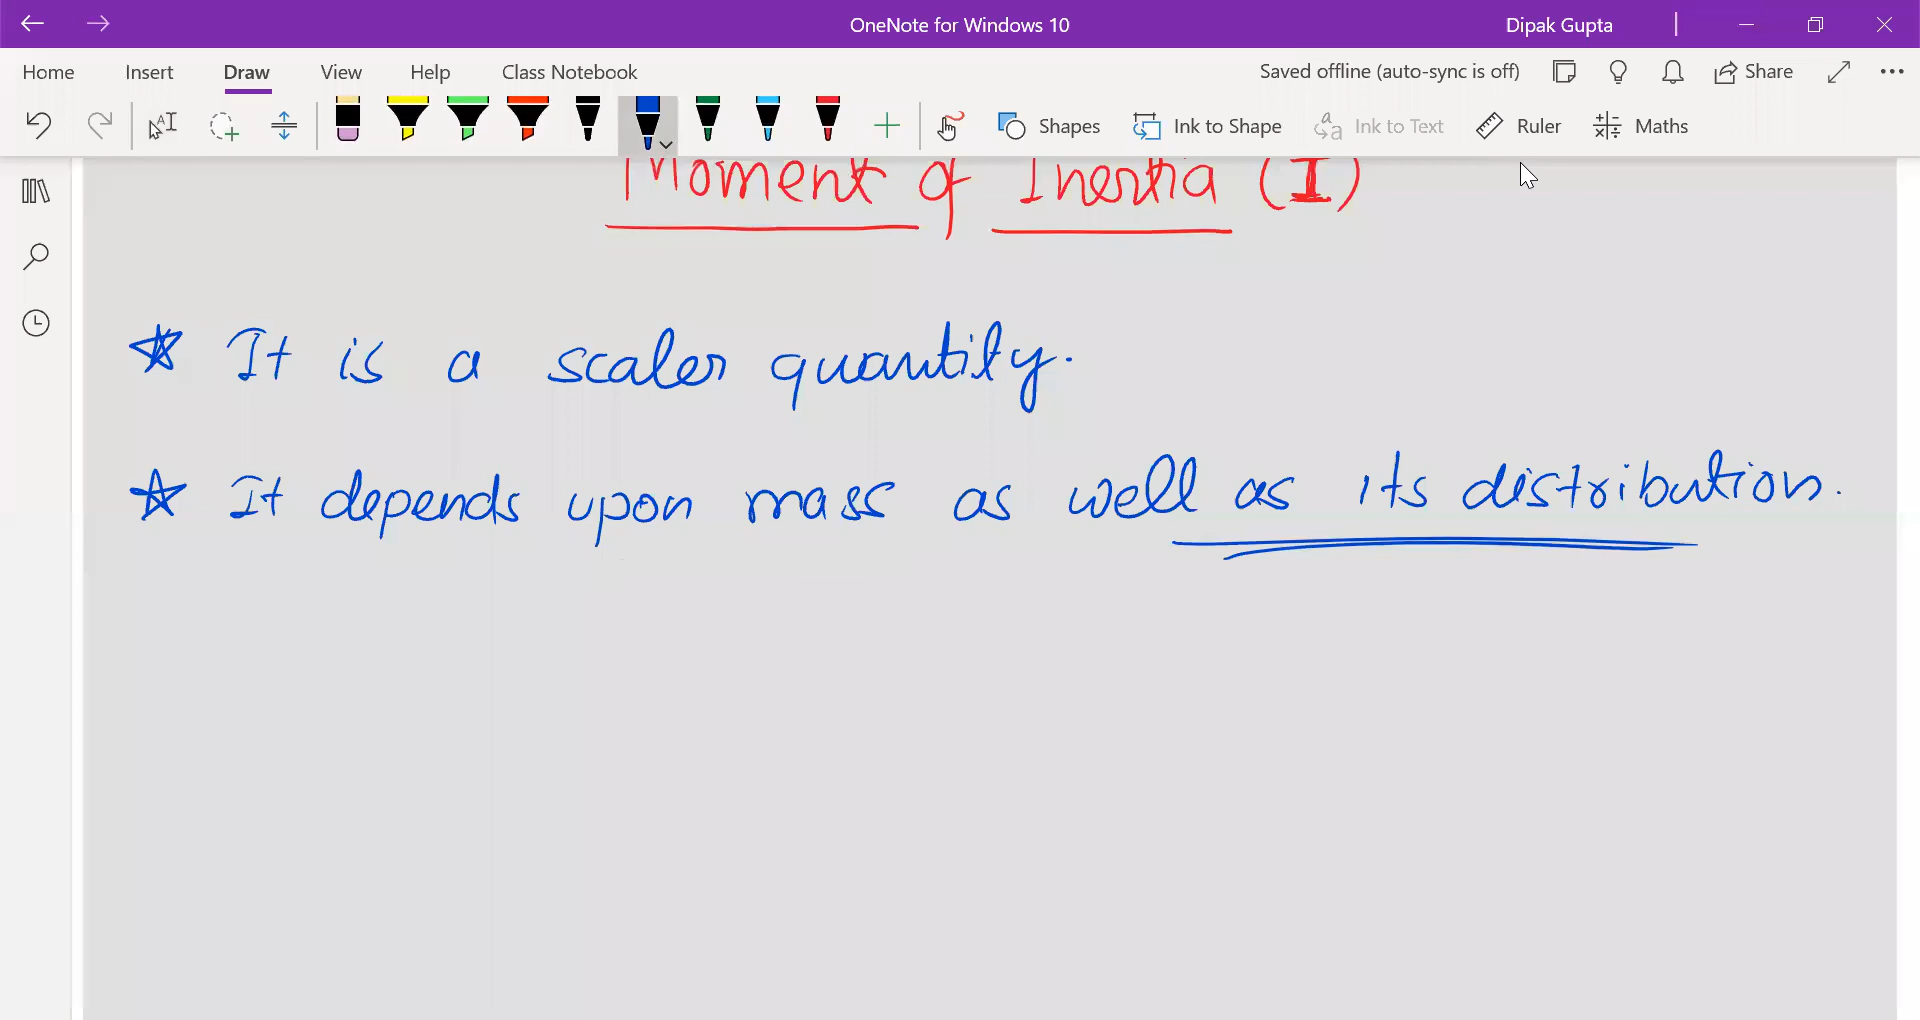 OneNote for Windows 10
Dipak Gupta
Home Insert Draw View Help Class Notebook
Saved offline (auto-sync is off) Share
Shapes Ink to Shape Ink to Text Ruler Maths
Moment of Inertia (I)
☆ It is a scaler quantity.
☆ It depends upon mass as well as its distribution.